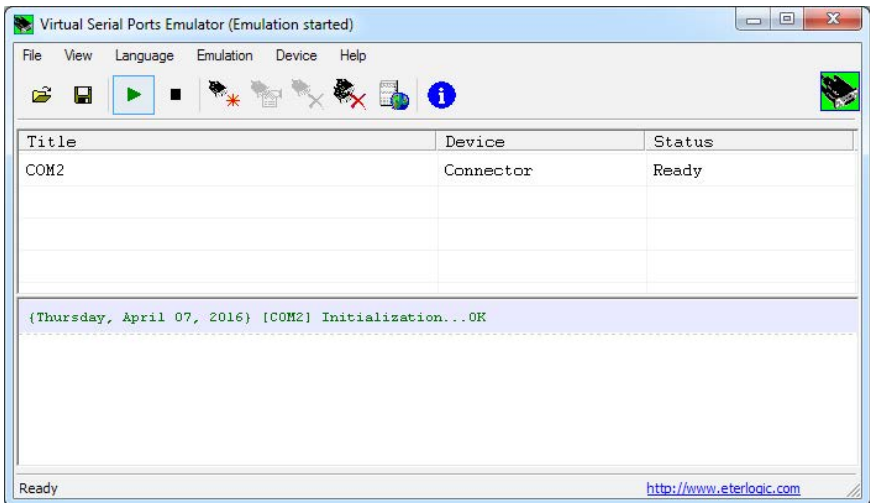 Virtual Serial Ports Emulator (Emulation started)
File View Language Emulation Device Help
Title Device Status
COM2 Connector Ready
{Thursday, April 07, 2016} [COM2] Initialization...OK
Ready http://www.eterlogic.com